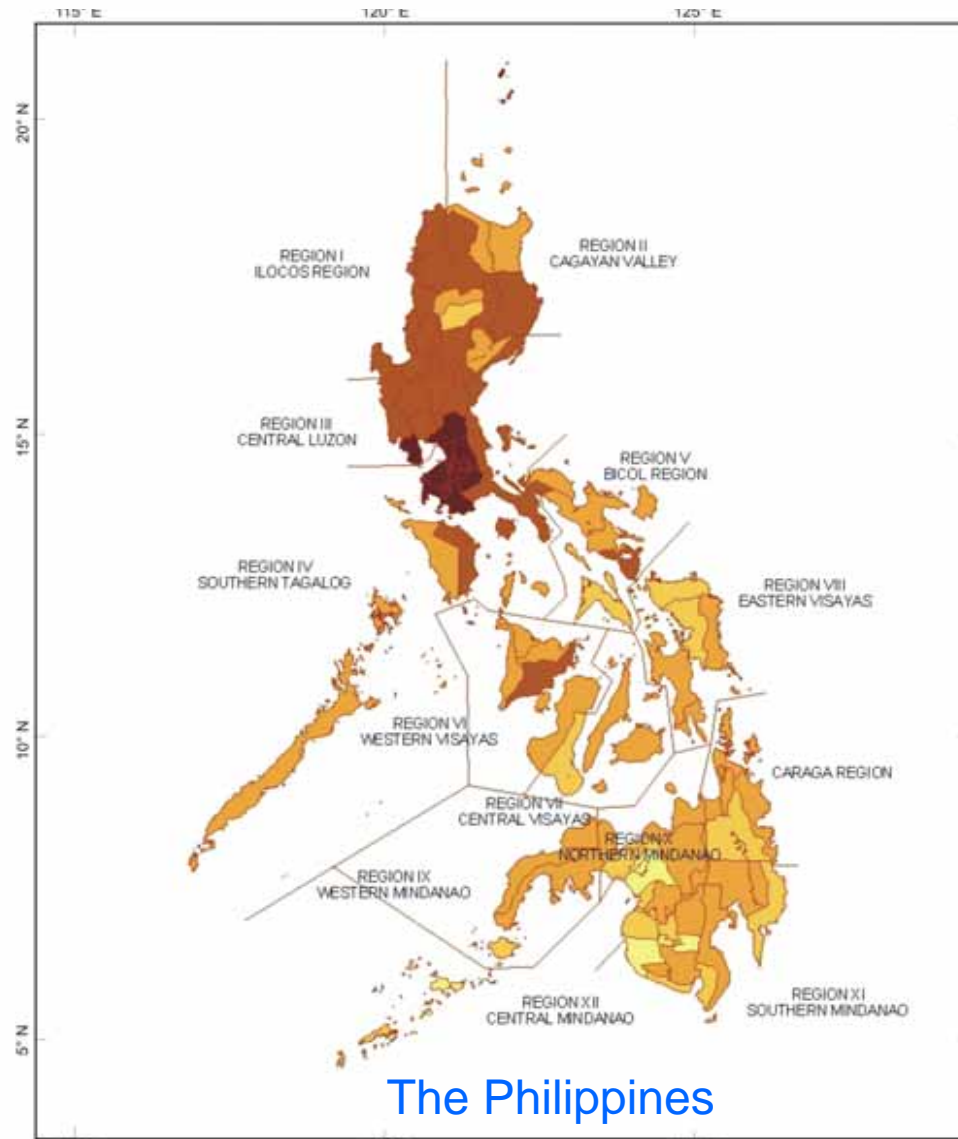 115° E
120° E
125° E
20° N
15° N
10° N
5° N
REGION I
ILOCOS REGION
REGION II
CAGAYAN VALLEY
REGION III
CENTRAL LUZON
REGION V
BICOL REGION
REGION IV
SOUTHERN TAGALOG
REGION VIII
EASTERN VISAYAS
REGION VI
WESTERN VISAYAS
CARAGA REGION
REGION VII
CENTRAL VISAYAS
REGION X
NORTHERN MINDANAO
REGION IX
WESTERN MINDANAO
REGION XII
CENTRAL MINDANAO
REGION XI
SOUTHERN MINDANAO
The Philippines